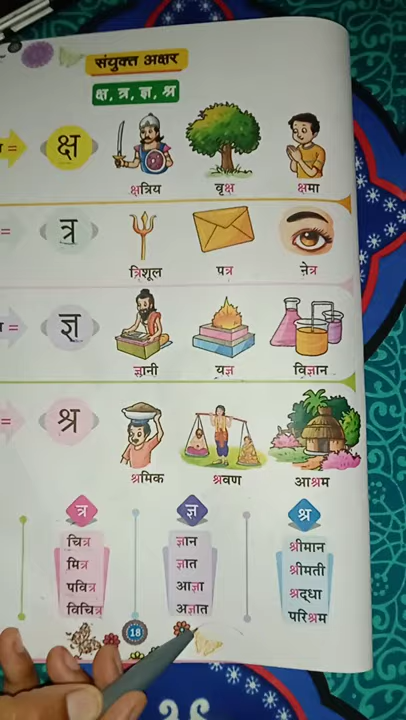 संयुक्त अक्षर
क्ष, त्र, ज्ञ, श्र
= क्ष
क्षत्रिय वृक्ष क्षमा
= त्र
त्रिशूल पत्र नेत्र
= ज्ञ
ज्ञानी यज्ञ विज्ञान
= श्र
श्रमिक श्रवण आश्रम
त्र ज्ञ श्र
चित्र ज्ञान श्रीमान
मित्र ज्ञात श्रीमती
पवित्र आज्ञा श्रद्धा
विचित्र अज्ञात परिश्रम
18